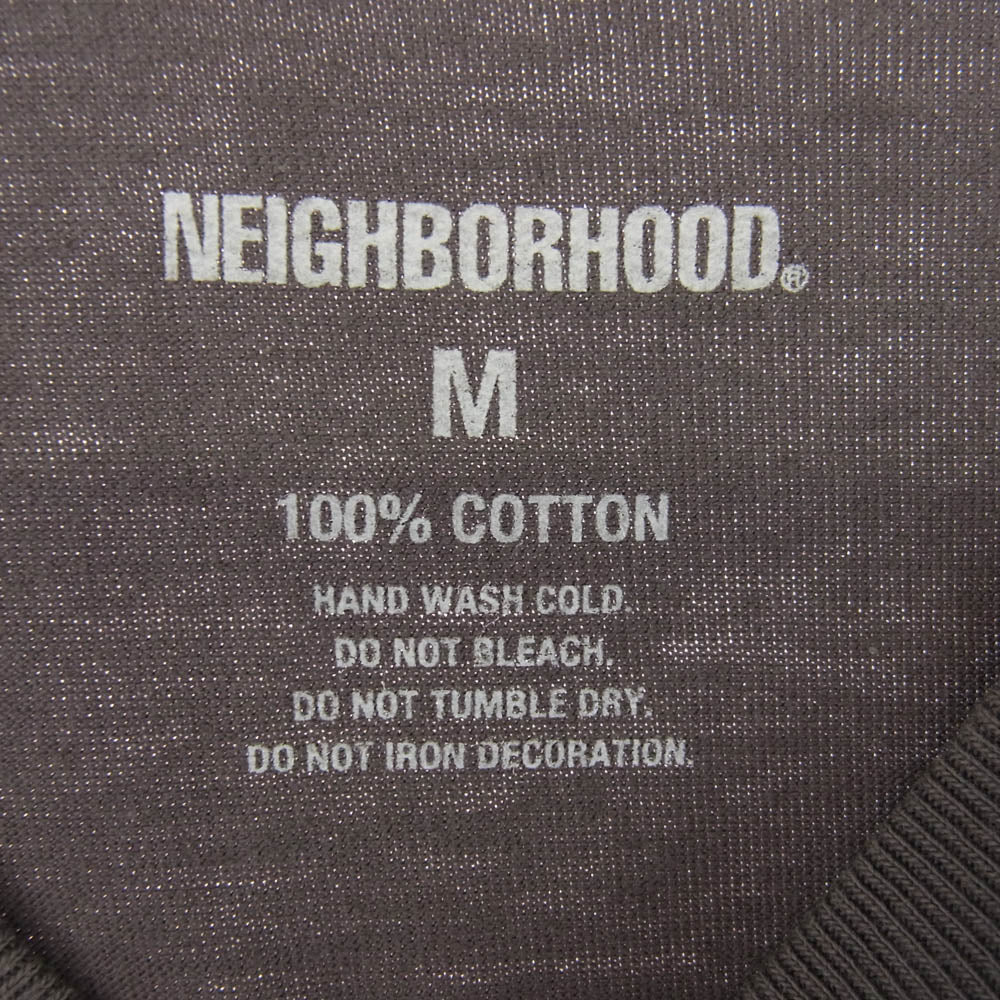 NEIGHBORHOOD.®
M
100% COTTON
HAND WASH COLD.
DO NOT BLEACH.
DO NOT TUMBLE DRY.
DO NOT IRON DECORATION.